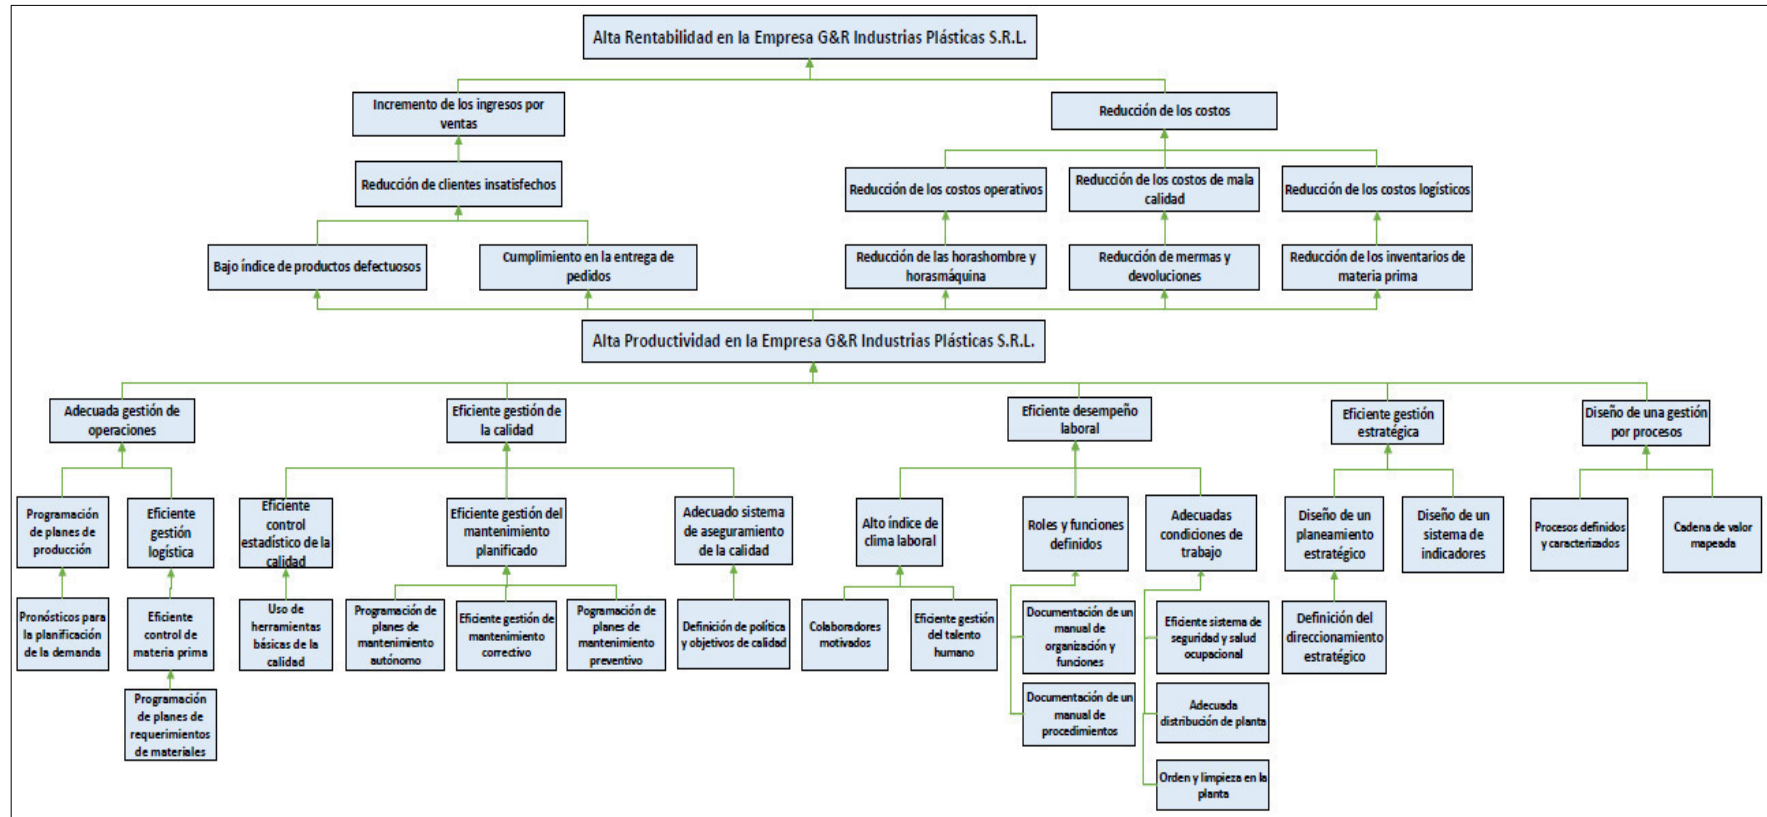 Alta Rentabilidad en la Empresa G&R Industrias Plásticas S.R.L.
Incremento de los ingresos por
ventas
Reducción de los costos
Reducción de clientes insatisfechos
Reducción de los costos operativos
Reducción de los costos de mala
calidad
Reducción de los costos logísticos
Bajo índice de productos defectuosos
Cumplimiento en la entrega de
pedidos
Reducción de las horashombre y
horasmáquina
Reducción de mermas y
devoluciones
Reducción de los inventarios de
materia prima
Alta Productividad en la Empresa G&R Industrias Plásticas S.R.L.
Adecuada gestión de
operaciones
Eficiente gestión de
la calidad
Eficiente desempeño
laboral
Eficiente gestión
estratégica
Diseño de una gestión
por procesos
Programación
de planes de
producción
Eficiente
gestión
logística
Eficiente
control
estadístico de la
calidad
Eficiente gestión del
mantenimiento
planificado
Adecuado sistema
de aseguramiento
de la calidad
Alto índice de
clima laboral
Roles y funciones
definidos
Adecuadas
condiciones de
trabajo
Diseño de un
planeamiento
estratégico
Diseño de un
sistema de
indicadores
Procesos definidos
y caracterizados
Cadena de valor
mapeada
Pronósticos para
la planificación
de la demanda
Eficiente
control de
materia prima
Uso de
herramientas
básicas de la
calidad
Programación de
planes de
mantenimiento
autónomo
Eficiente gestión de
mantenimiento
correctivo
Pogramación de
planes de
mantenimiento
preventivo
Definición de política
y objetivos de calidad
Colaboradores
motivados
Eficiente gestión
del talento
humano
Documentación de un
manual de
organización y
funciones
Eficiente sistema de
seguridad y salud
ocupacional
Definición del
direccionamiento
estratégico
Programación
de planes de
requerimientos
de materiales
Documentación de un
manual de
procedimientos
Adecuada
distribución de planta
Orden y limpieza en la
planta